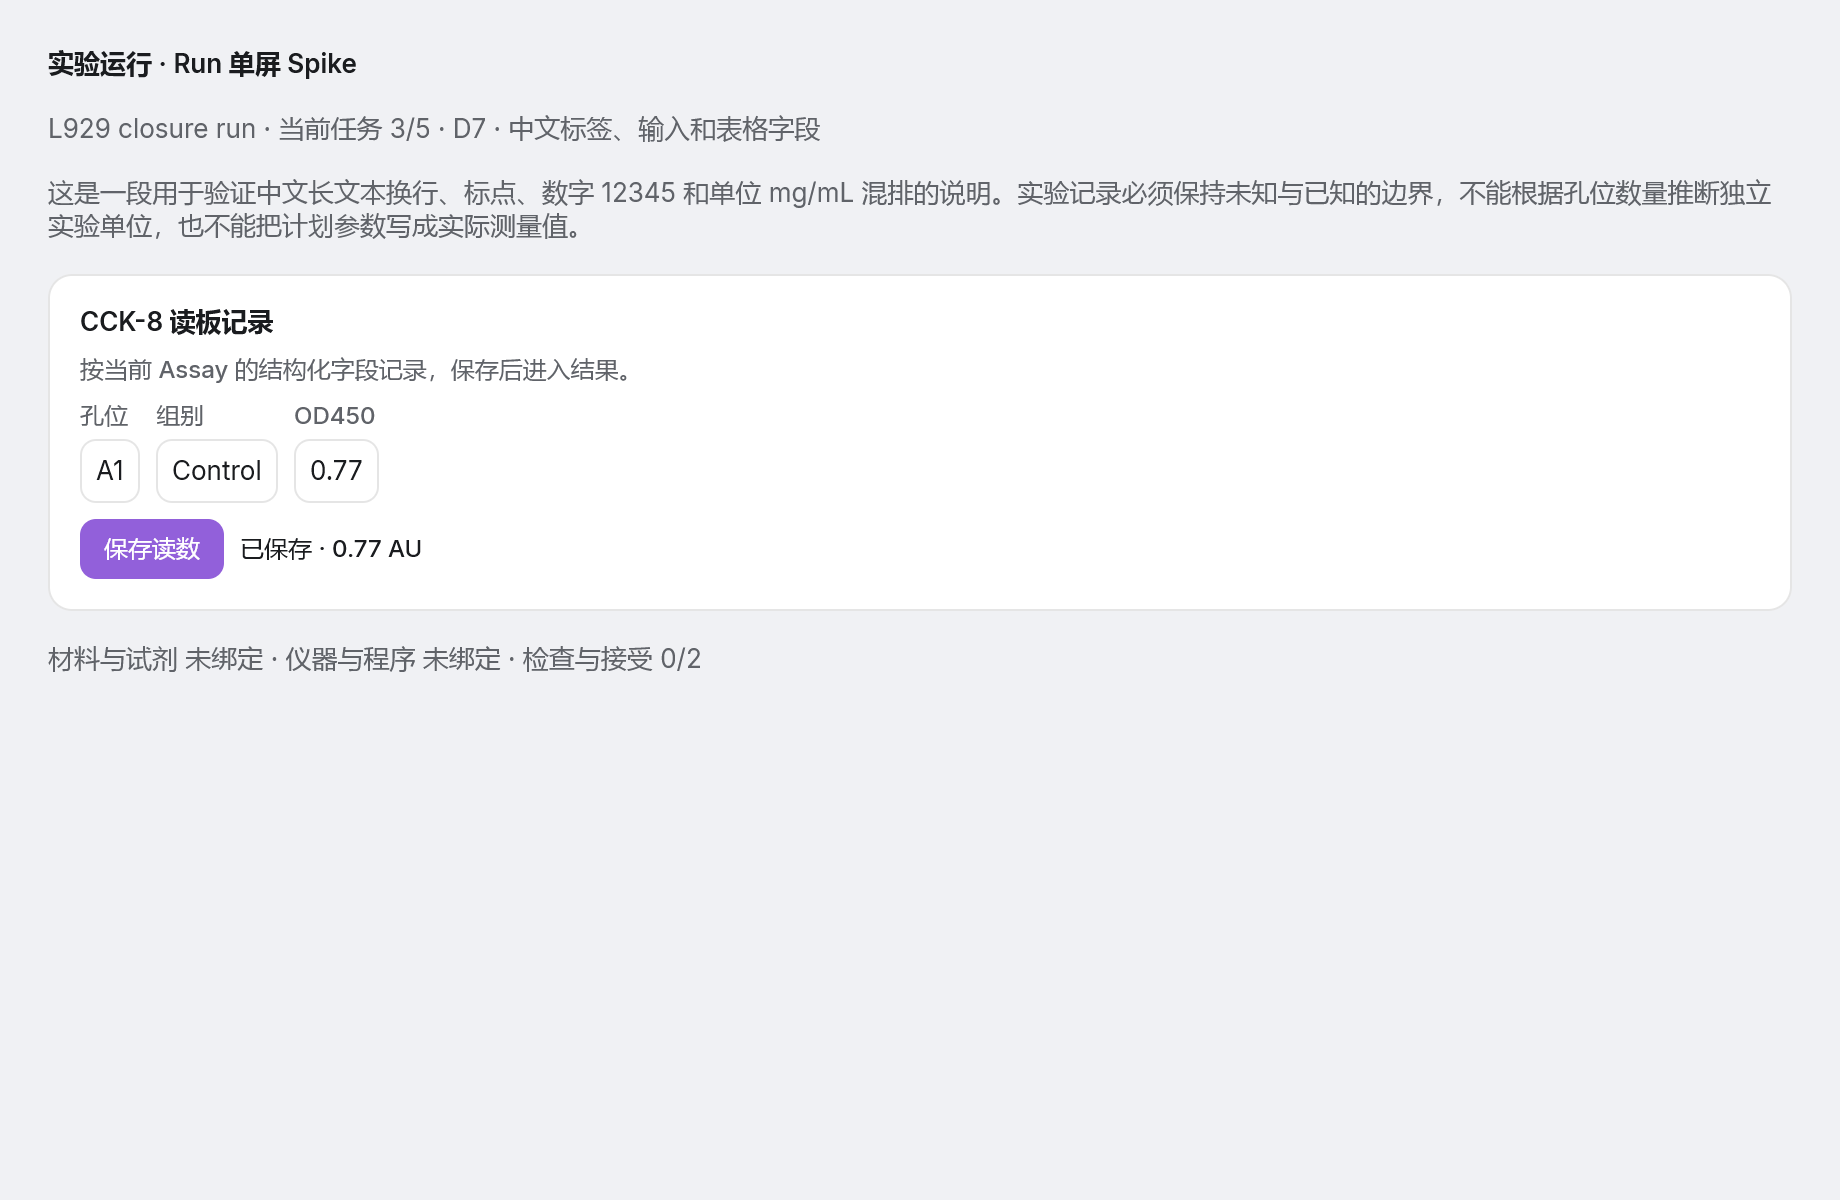 实验运行 · Run 单屏 Spike
L929 closure run · 当前任务 3/5 · D7 · 中文标签、输入和表格字段
这是一段用于验证中文长文本换行、标点、数字 12345 和单位 mg/mL 混排的说明。实验记录必须保持未知与已知的边界，不能根据孔位数量推断独立
实验单位，也不能把计划参数写成实际测量值。
CCK-8 读板记录
按当前 Assay 的结构化字段记录，保存后进入结果。
孔位 组别 OD450
A1 Control 0.77
保存读数 已保存 · 0.77 AU
材料与试剂 未绑定 · 仪器与程序 未绑定 · 检查与接受 0/2